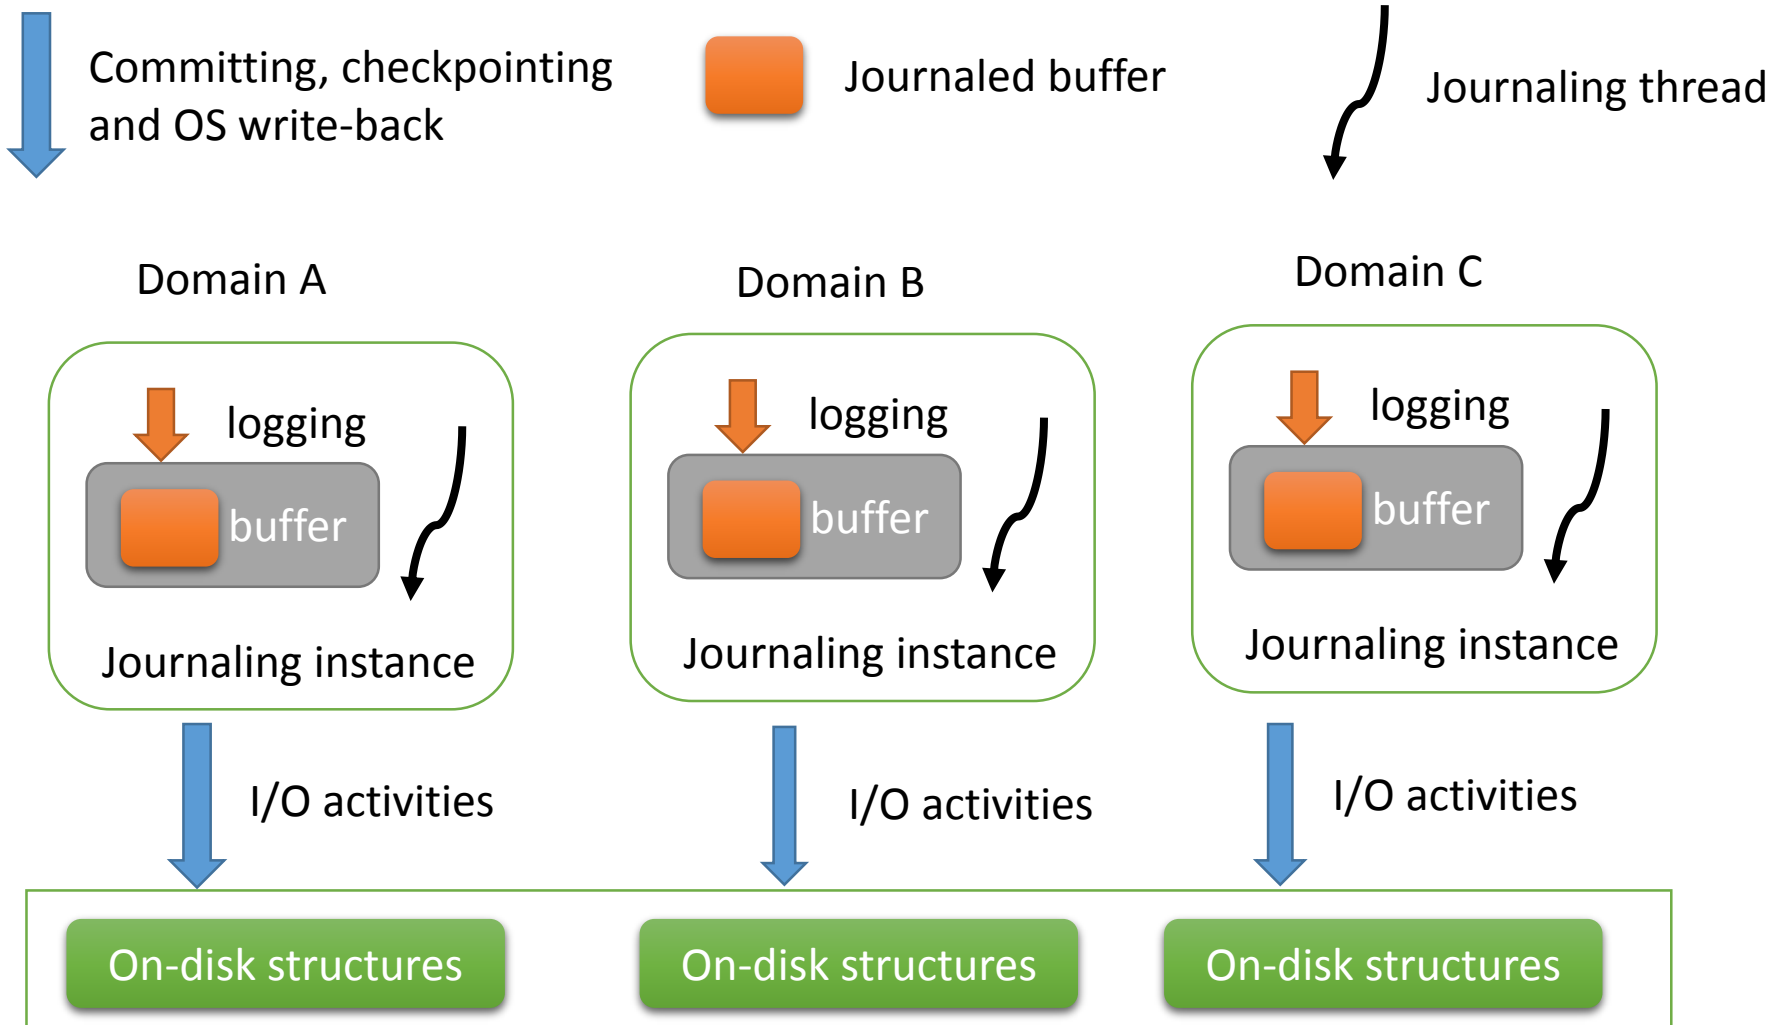 Committing, checkpointing
and OS write-back
Journaled buffer
Journaling thread
Domain A
Domain B
Domain C
logging
buffer
Journaling instance
logging
buffer
Journaling instance
logging
buffer
Journaling instance
I/O activities
I/O activities
I/O activities
On-disk structures
On-disk structures
On-disk structures